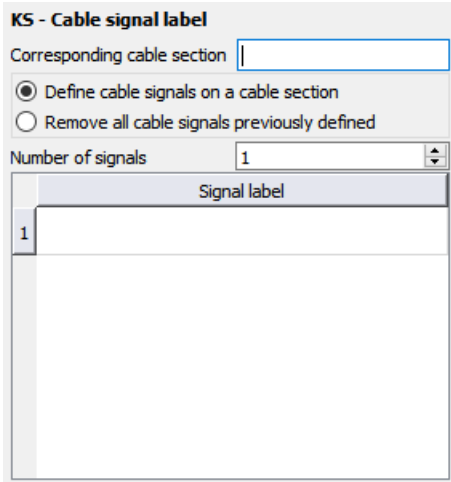 KS - Cable signal label
Corresponding cable section
Define cable signals on a cable section
Remove all cable signals previously defined
Number of signals 1
Signal label
1